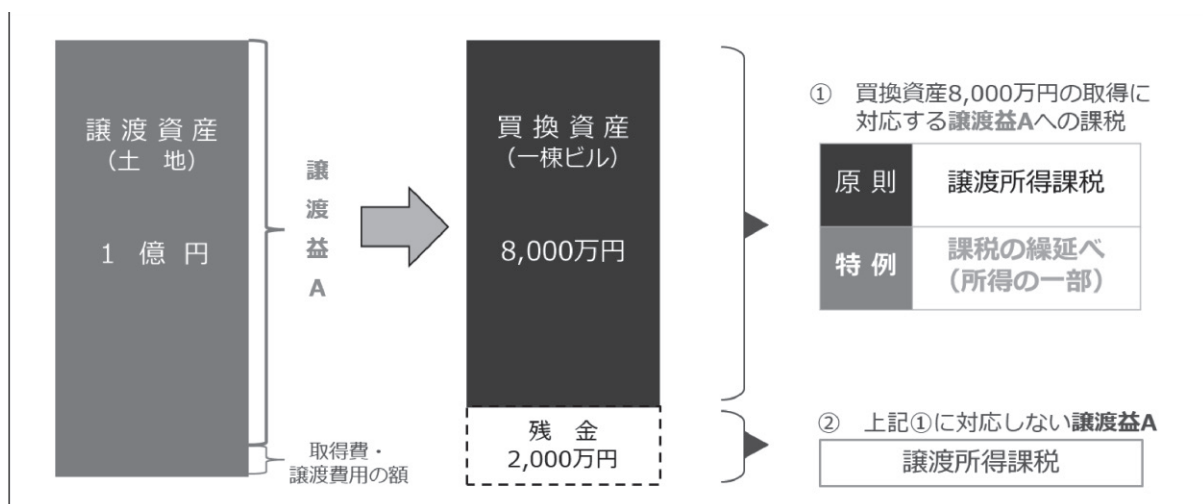 譲渡資産
（土　地）
1 億 円
譲
渡
益
A
取得費・
譲渡費用の額
買換資産
（一棟ビル）
8,000万円
残　金
2,000万円
①　買換資産8,000万円の取得に
対応する譲渡益Aへの課税
原 則
譲渡所得課税
特 例
課税の繰延べ
（所得の一部）
②　上記①に対応しない譲渡益A
譲渡所得課税